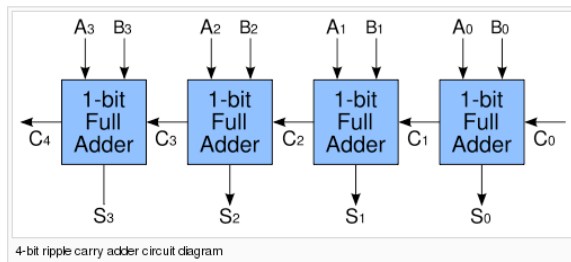 A3 B3 A2 B2 A1 B1 A0 B0
1-bit Full Adder
1-bit Full Adder
1-bit Full Adder
1-bit Full Adder
C4 C3 C2 C1 C0
S3 S2 S1 S0
4-bit ripple carry adder circuit diagram